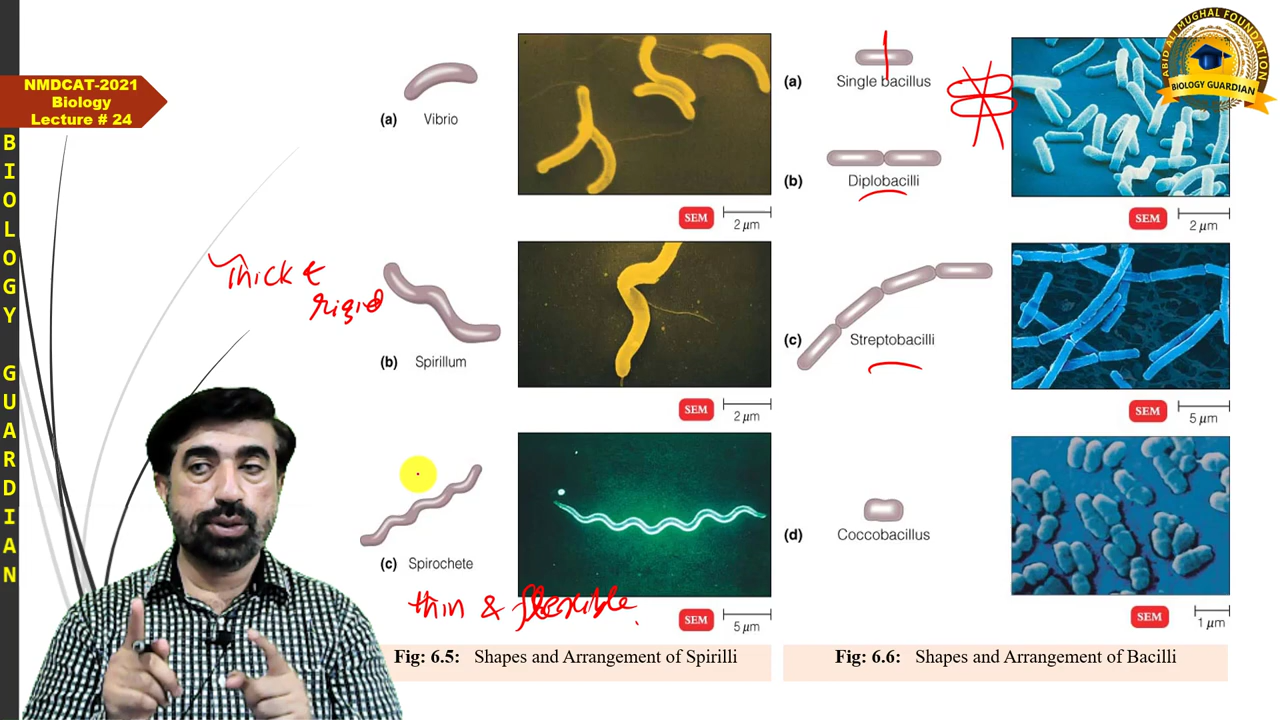 NMDCAT-2021
Biology
Lecture # 24
BIOLOGY GUARDIAN
(a) Vibrio
SEM 2 µm
Thick &
rigid
(b) Spirillum
SEM 2 µm
(c) Spirochete
thin & flexible.
SEM 5 µm
Fig: 6.5: Shapes and Arrangement of Spirilli
(a) Single bacillus
SEM 2 µm
(b) Diplobacilli
(c) Streptobacilli
SEM 5 µm
(d) Coccobacillus
SEM 1 µm
Fig: 6.6: Shapes and Arrangement of Bacilli
ABID ALI MUGHAL FOUNDATION
BIOLOGY GUARDIAN